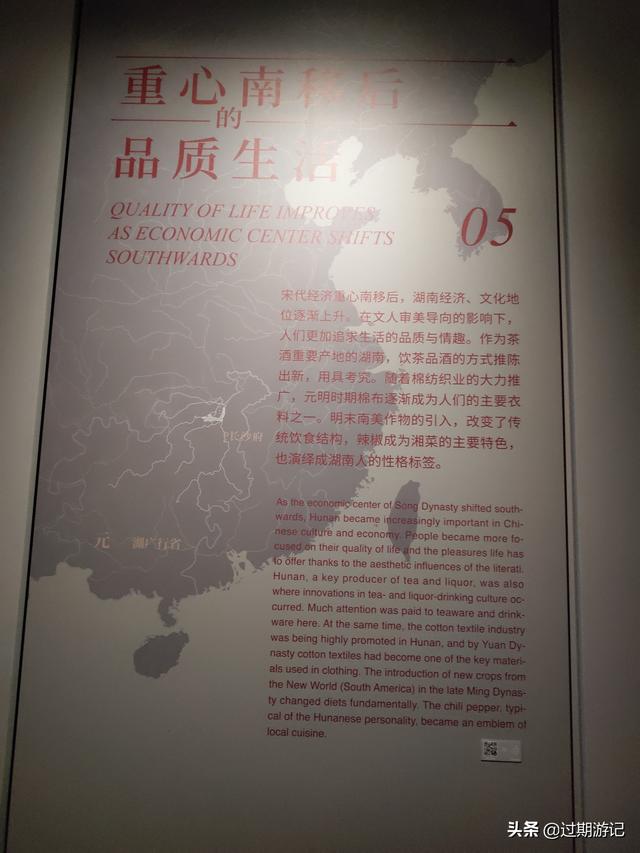 重心南移后
的
品质生活
QUALITY OF LIFE IMPROVES
AS ECONOMIC CENTER SHIFTS
SOUTHWARDS
05
宋代经济重心南移后，湖南经济、文化地
位逐渐上升。在文人审美导向的影响下，
人们更加追求生活的品质与情趣。作为茶
酒重要产地的湖南，饮茶品酒的方式推陈
出新，用具考究。随着棉纺织业的大力推
广，元明时期棉布逐渐成为人们的主要衣
料之一。明末南美作物的引入，改变了传
统饮食结构，辣椒成为湘菜的主要特色，
也演绎成湖南人的性格标签。
长沙府
元 湖广行省
As the economic center of Song Dynasty shifted south-
wards, Hunan became increasingly important in Chi-
nese culture and economy. People became more fo-
cused on their quality of life and the pleasures life has
to offer thanks to the aesthetic influences of the literati.
Hunan, a key producer of tea and liquor, was also
where innovations in tea- and liquor-drinking culture oc-
curred. Much attention was paid to teaware and drink-
ware here. At the same time, the cotton textile industry
was being highly promoted in Hunan, and by Yuan Dy-
nasty cotton textiles had become one of the key materi-
als used in clothing. The introduction of new crops from
the New World (South America) in the late Ming Dynas-
ty changed diets fundamentally. The chili pepper, typi-
cal of the Hunanese personality, became an emblem of
local cuisine.
头条 @过期游记